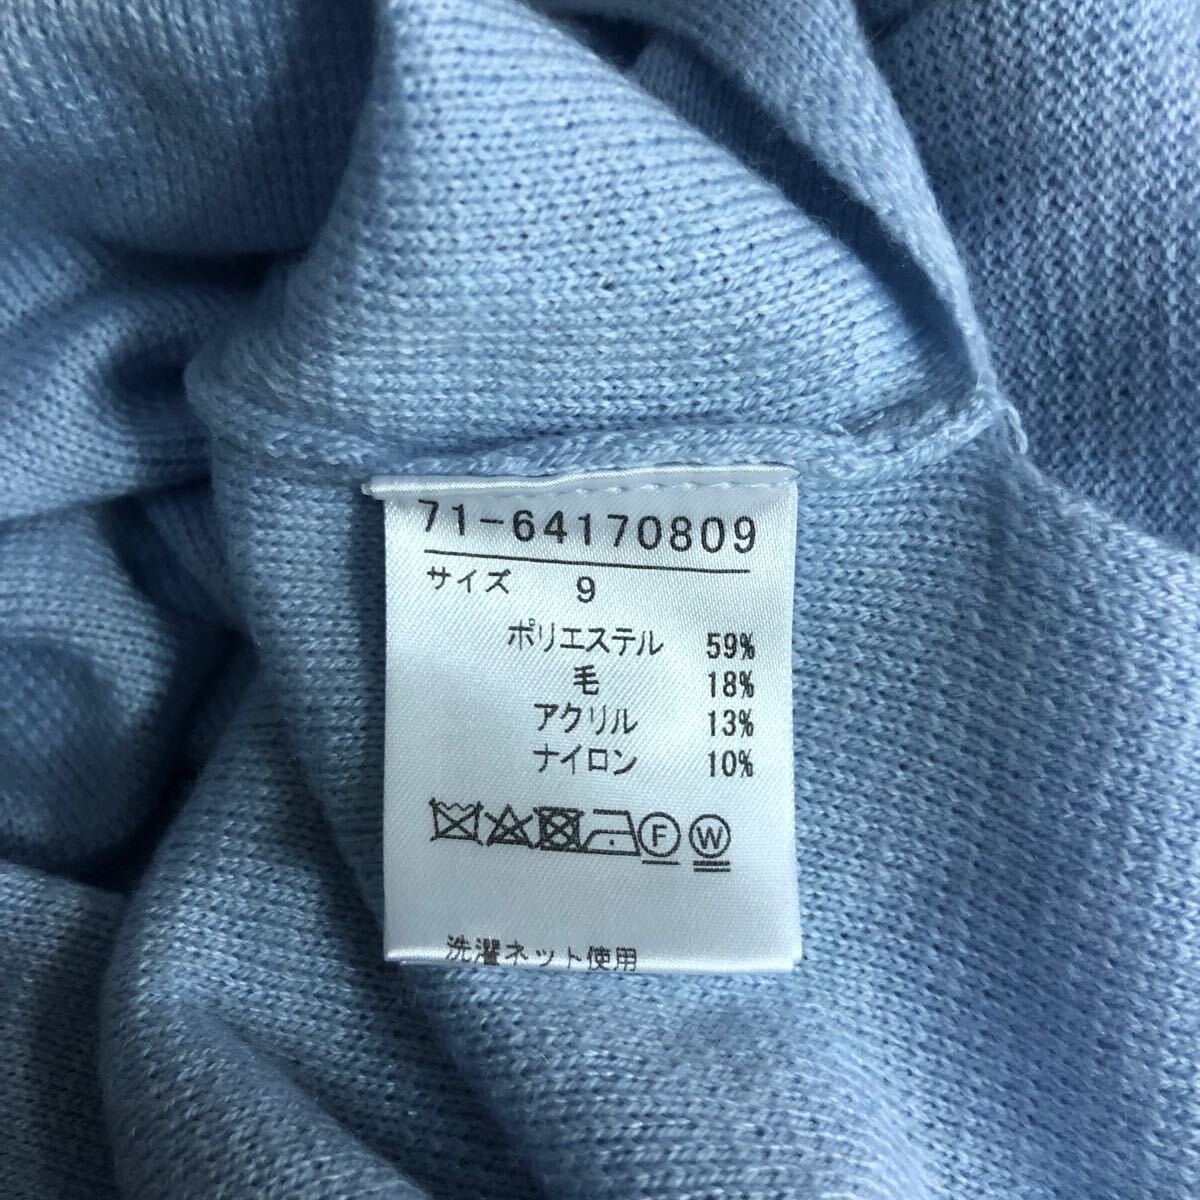 71-64170809
サイズ 9
ポリエステル 59%
毛 18%
アクリル 13%
ナイロン 10%
F W
洗濯ネット使用